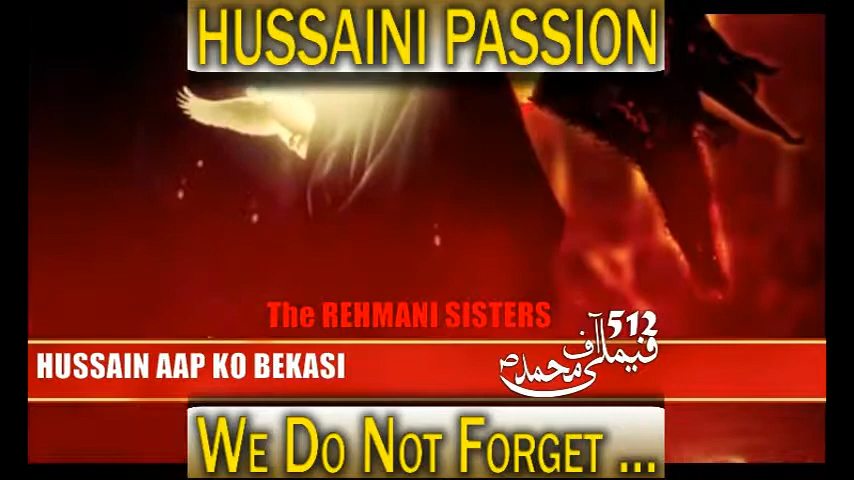 HUSSAINI PASSION
The REHMANI SISTERS
512
فیملی آف محمدؐ
HUSSAIN AAP KO BEKASI
WE DO NOT FORGET ...